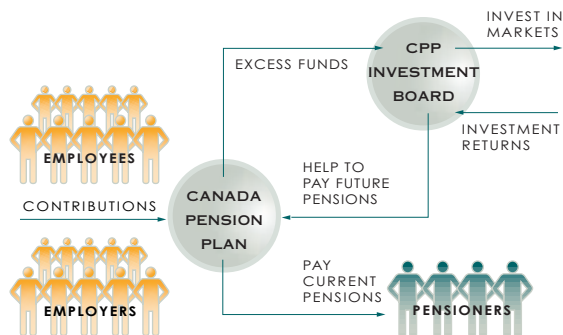 INVEST IN
MARKETS
CPP
INVESTMENT
BOARD
EXCESS FUNDS
INVESTMENT
RETURNS
EMPLOYEES
HELP TO
PAY FUTURE
PENSIONS
CANADA
PENSION
PLAN
CONTRIBUTIONS
PAY
CURRENT
PENSIONS
EMPLOYERS
PENSIONERS